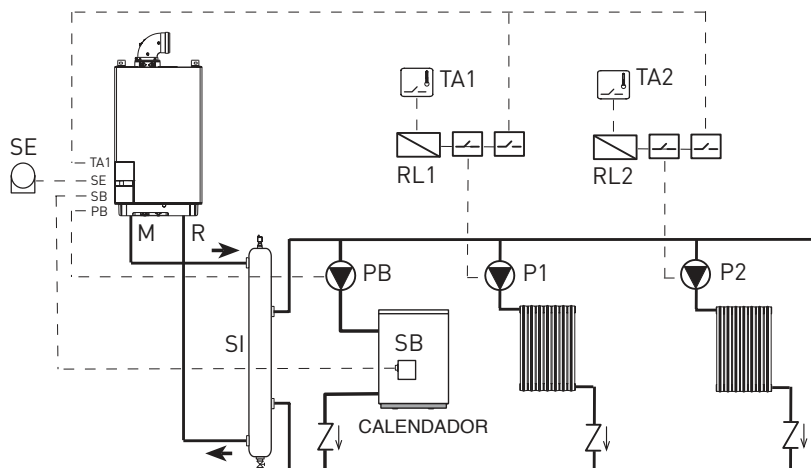 TA1
TA2
SE
RL1
RL2
TA1
SE
SB
PB
M
R
PB
P1
P2
SI
SB
CALENDADOR